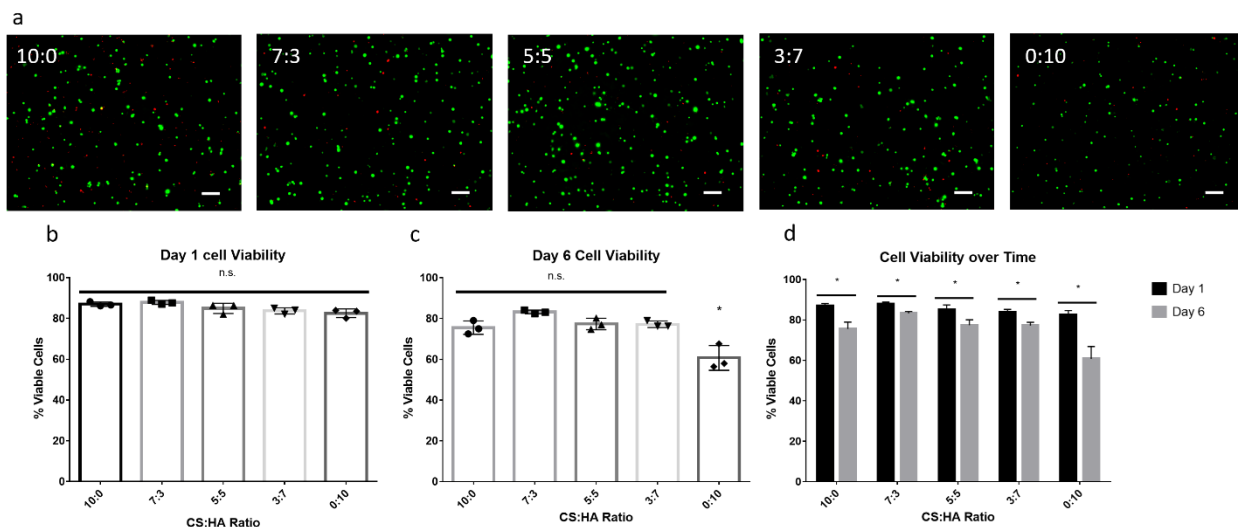 a
10:0
7:3
5:5
3:7
0:10
b
Day 1 cell Viability
n.s.
100
80
60
40
20
0
% Viable Cells
10:0
7:3
5:5
3:7
0:10
CS:HA Ratio
c
Day 6 Cell Viability
n.s.
*
100
80
60
40
20
0
% Viable Cells
10:0
7:3
5:5
3:7
0:10
CS:HA Ratio
d
Cell Viability over Time
* * * * *
100
80
60
40
20
0
% Viable Cells
10:0
7:3
5:5
3:7
0:10
CS:HA Ratio
Day 1
Day 6